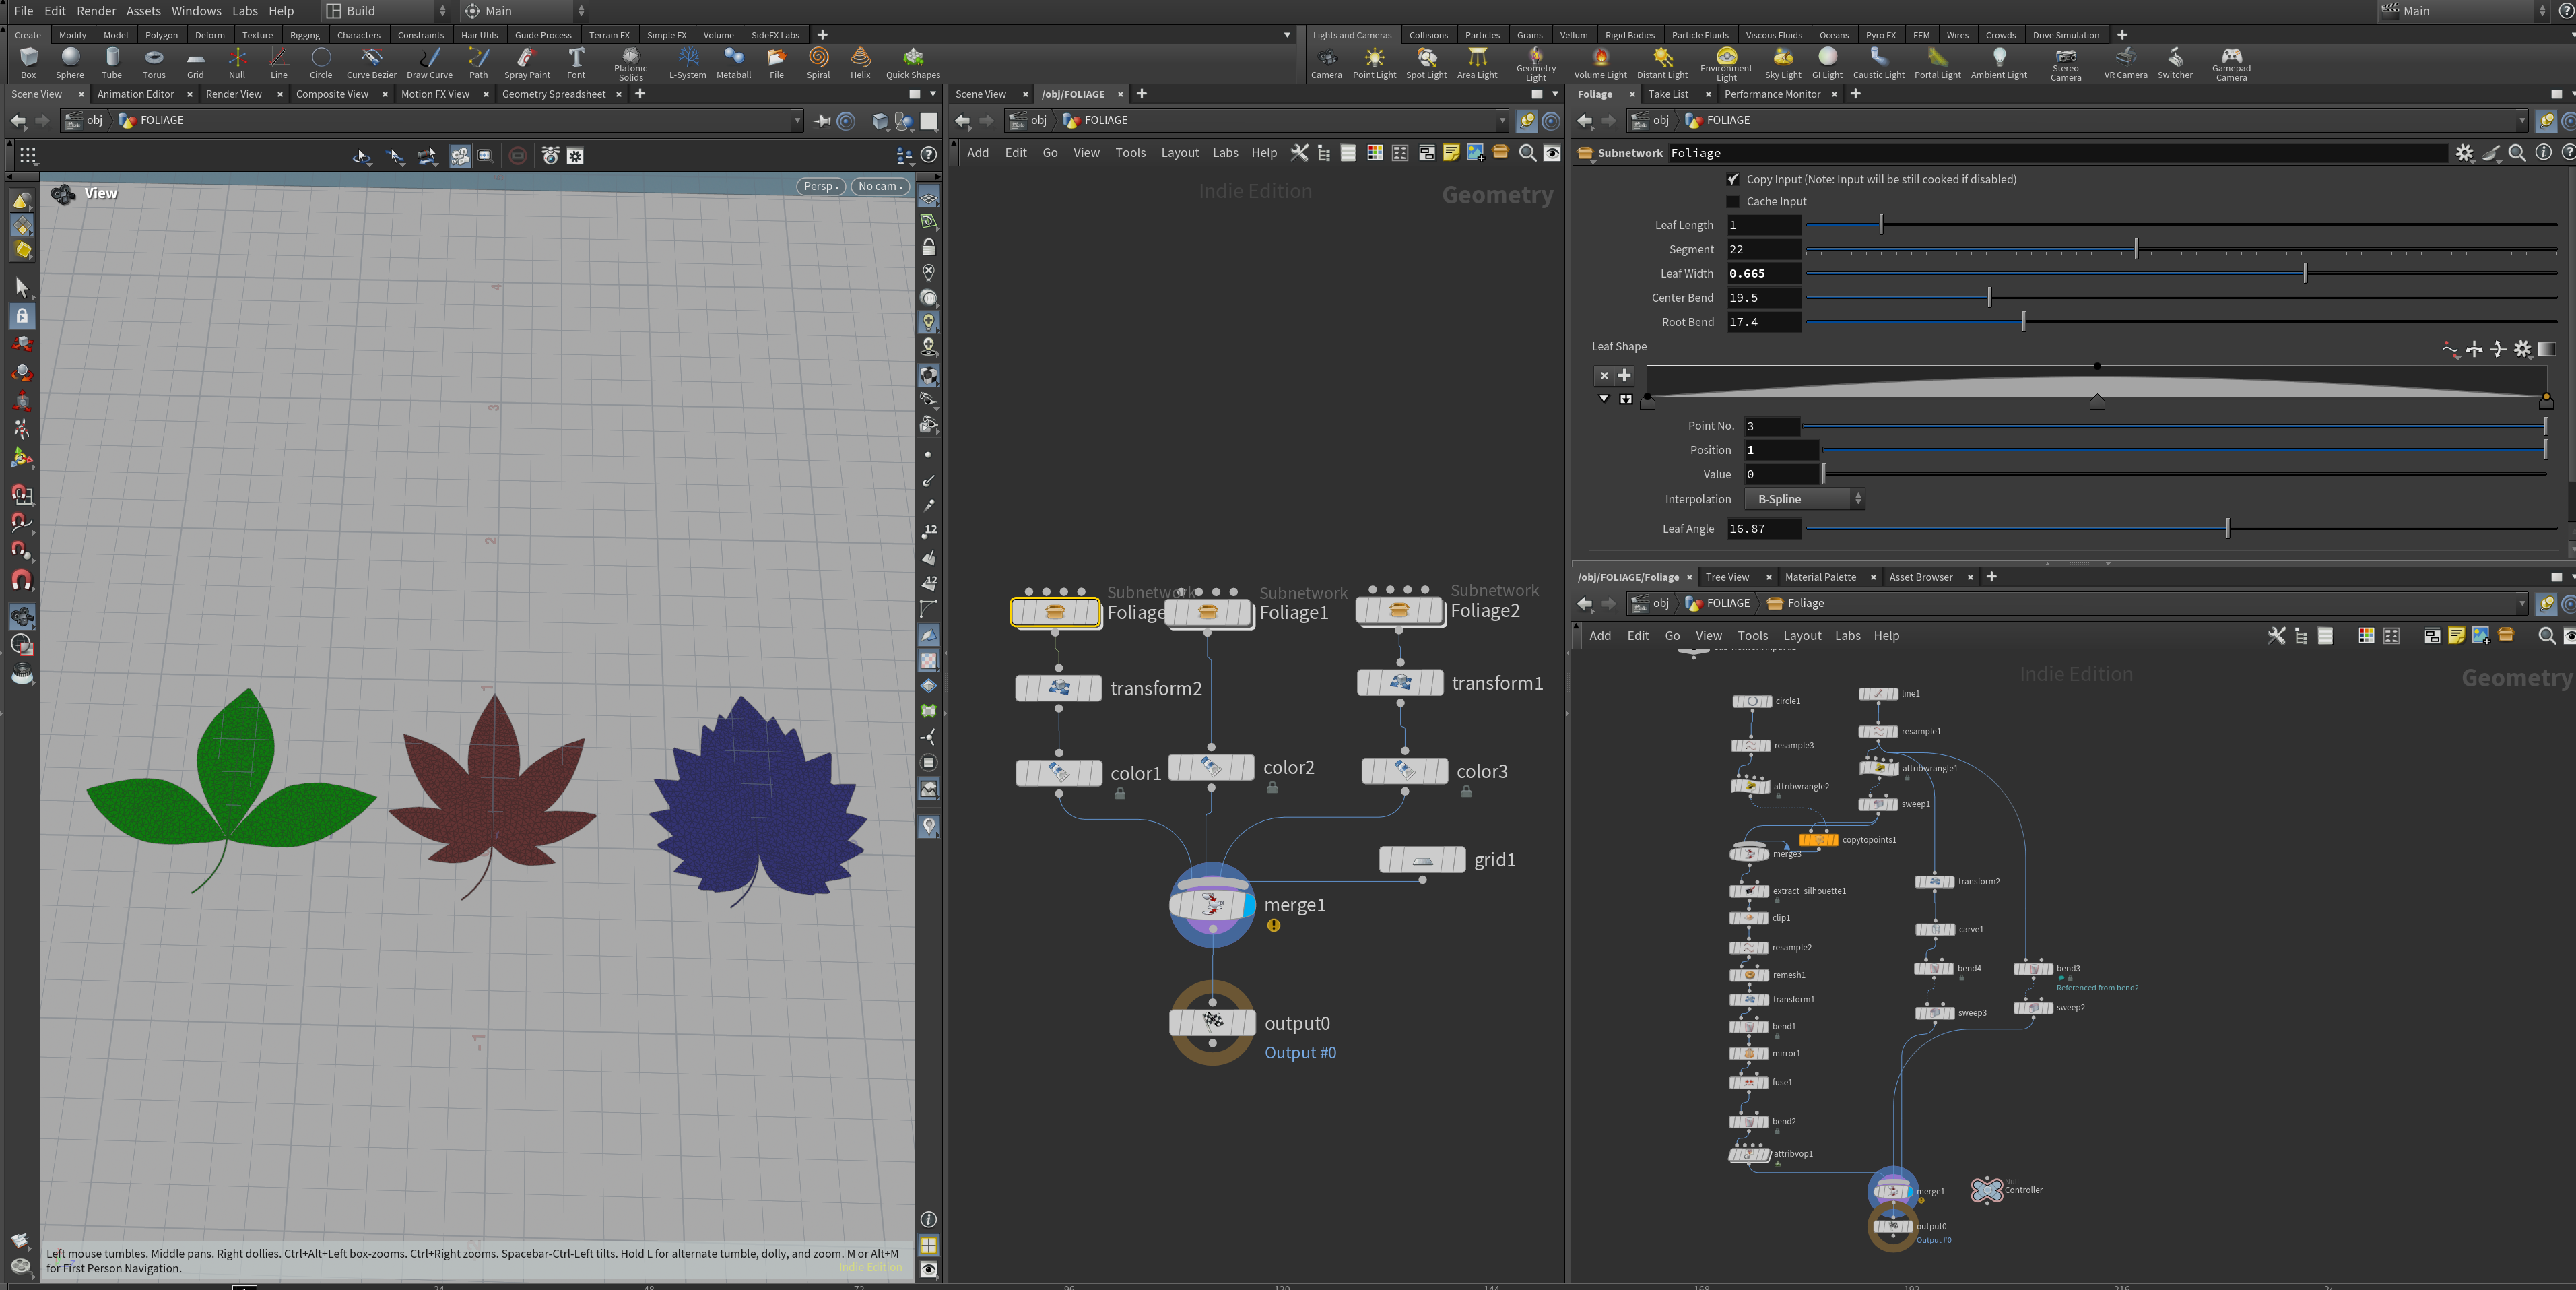 File Edit Render Assets Windows Labs Help Build Main Main
Create Modify Model Polygon Deform Texture Rigging Characters Constraints Hair Utils Guide Process Terrain FX Simple FX Volume SideFX Labs
Lights and Cameras Collisions Particles Grains Vellum Rigid Bodies Particle Fluids Viscous Fluids Oceans Pyro FX FEM Wires Crowds Drive Simulation
Box Sphere Tube Torus Grid Null Line Circle Curve Bezier Draw Curve Path Spray Paint Font Platonic Solids L-System Metaball File Spiral Helix Quick Shapes
Camera Point Light Spot Light Area Light Geometry Light Volume Light Distant Light Environment Light Sky Light GI Light Caustic Light Portal Light Ambient Light Stereo Camera VR Camera Switcher Gamepad Camera
Scene View Animation Editor Render View Composite View Motion FX View Geometry Spreadsheet
obj FOLIAGE
View
Persp
No cam
4
3
2
1
-1
12
12
Left mouse tumbles. Middle pans. Right dollies. Ctrl+Alt+Left box-zooms. Ctrl+Right zooms. Spacebar-Ctrl-Left tilts. Hold L for alternate tumble, dolly, and zoom. M or Alt+M
for First Person Navigation.
Indie Edition
Scene View /obj/FOLIAGE
obj FOLIAGE
Add Edit Go View Tools Layout Labs Help
Indie Edition
Geometry
Subnetwork
Foliage
Subnetwork
Foliage1
Subnetwork
Foliage2
transform2
transform1
color1
color2
color3
grid1
merge1
output0
Output #0
Foliage Take List Performance Monitor
obj FOLIAGE
Subnetwork Foliage
Copy Input (Note: Input will be still cooked if disabled)
Cache Input
Leaf Length 1
Segment 22
Leaf Width 0.665
Center Bend 19.5
Root Bend 17.4
Leaf Shape
Point No. 3
Position 1
Value 0
Interpolation B-Spline
Leaf Angle 16.87
/obj/FOLIAGE/Foliage Tree View Material Palette Asset Browser
obj FOLIAGE Foliage
Add Edit Go View Tools Layout Labs Help
Indie Edition
Geometry
circle1
line1
resample3
resample1
attribwrangle2
attribwrangle1
sweep1
copytopoints1
merge3
extract_silhouette1
transform2
clip1
carve1
resample2
bend4
bend3
Referenced from bend2
remesh1
transform1
sweep3
sweep2
bend1
mirror1
fuse1
bend2
attribvop1
merge1
Null
Controller
output0
Output #0